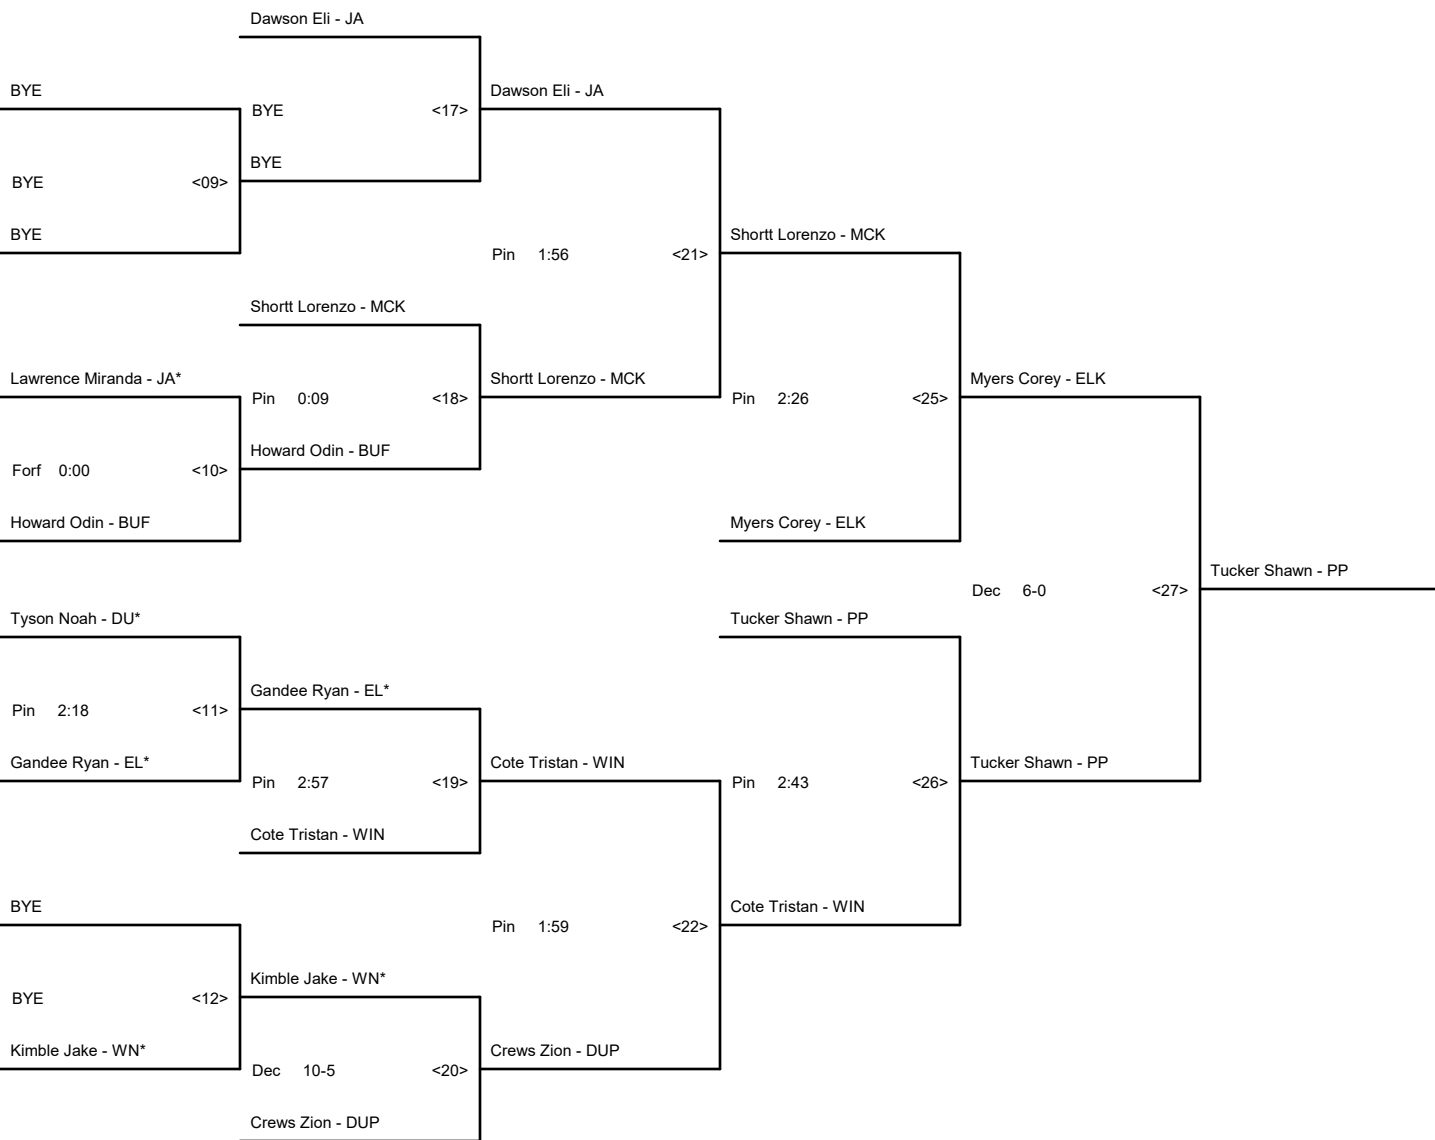 Dawson Eli - JA
BYE
Dawson Eli - JA
BYE <17>
BYE
BYE <09>
BYE
Shortt Lorenzo - MCK
Pin 1:56 <21>
Shortt Lorenzo - MCK
Lawrence Miranda - JA*
Shortt Lorenzo - MCK
Myers Corey - ELK
Pin 0:09 <18>
Pin 2:26 <25>
Howard Odin - BUF
Forf 0:00 <10>
Howard Odin - BUF
Myers Corey - ELK
Tucker Shawn - PP
Dec 6-0 <27>
Tyson Noah - DU*
Tucker Shawn - PP
Gandee Ryan - EL*
Pin 2:18 <11>
Gandee Ryan - EL*
Cote Tristan - WIN
Tucker Shawn - PP
Pin 2:57 <19>
Pin 2:43 <26>
Cote Tristan - WIN
BYE
Cote Tristan - WIN
Pin 1:59 <22>
Kimble Jake - WN*
BYE <12>
Kimble Jake - WN*
Crews Zion - DUP
Dec 10-5 <20>
Crews Zion - DUP